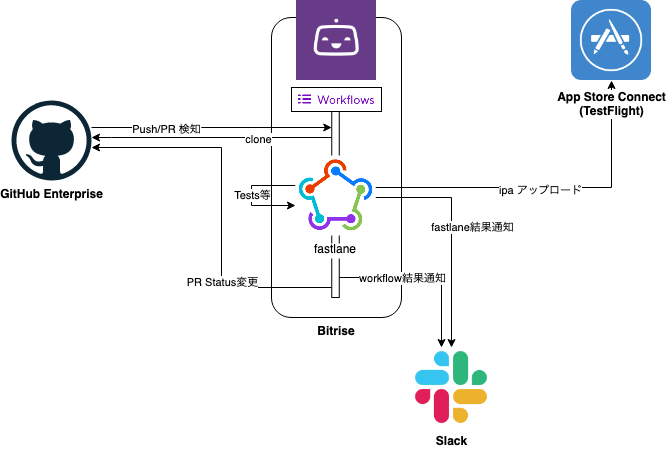 Workflows
App Store Connect
(TestFlight)
Push/PR 検知
clone
GitHub Enterprise
Tests等
ipa アップロード
fastlane結果通知
fastlane
PR Status変更
workflow結果通知
Bitrise
Slack